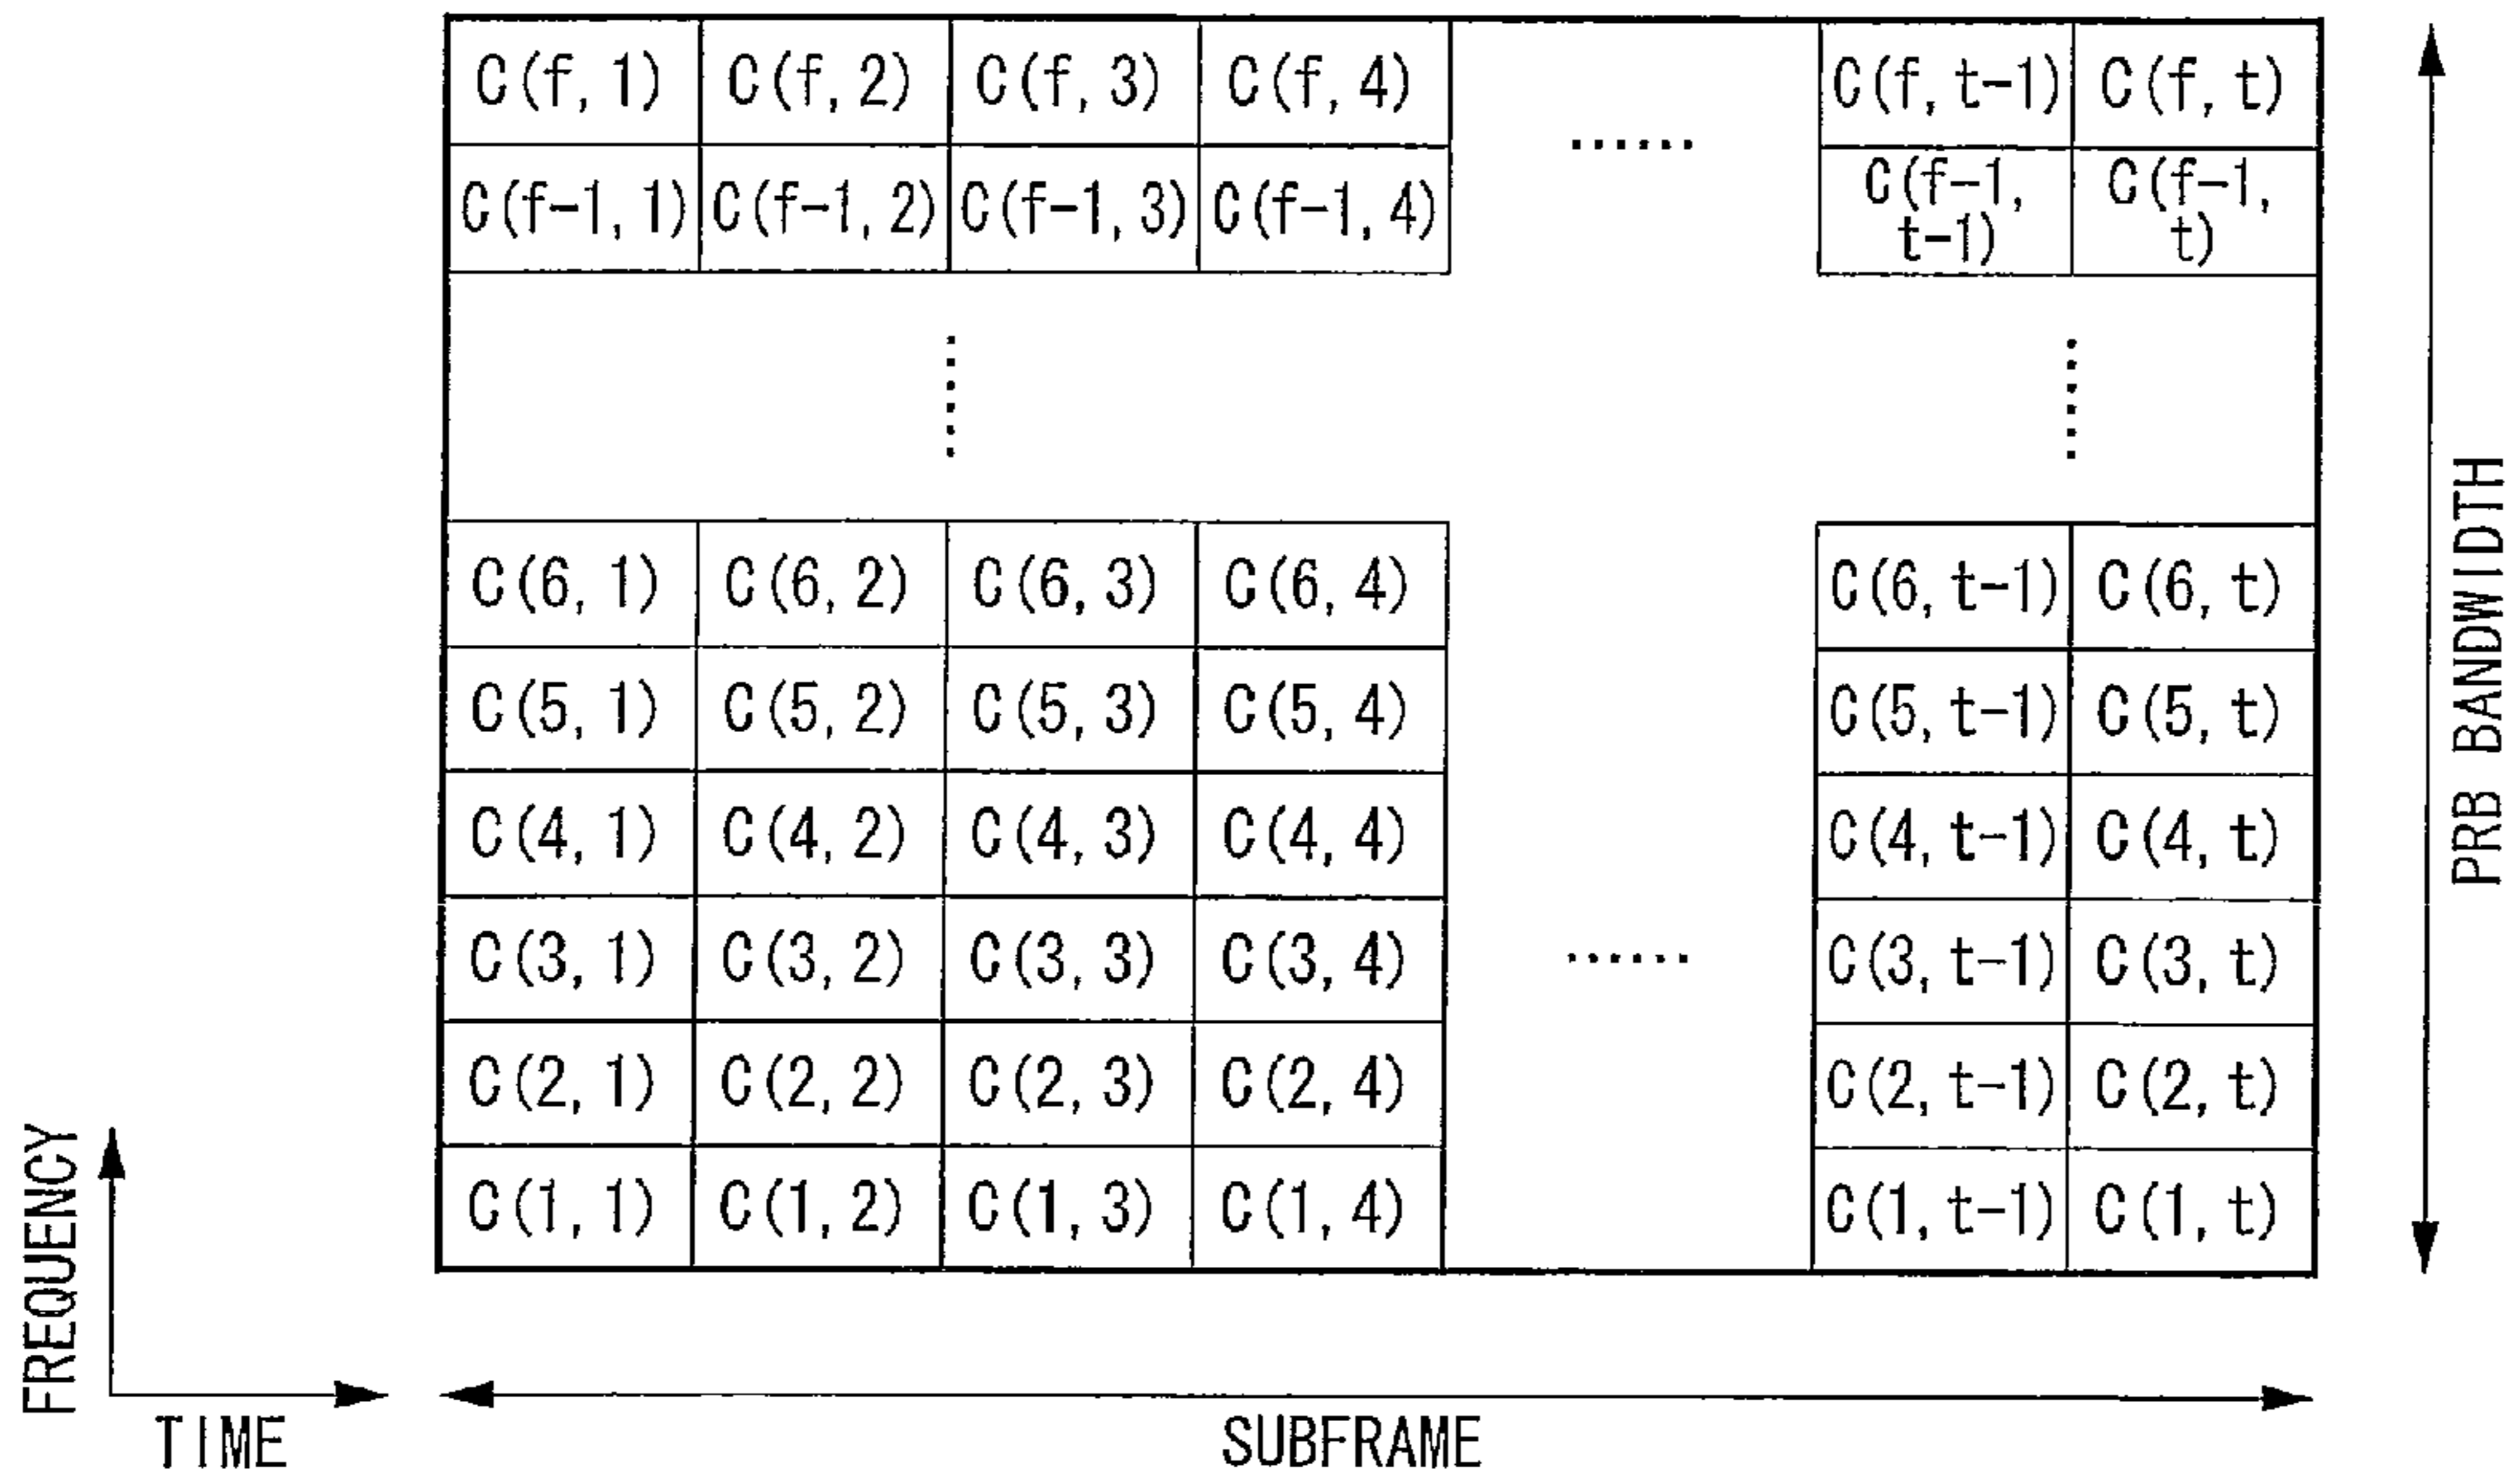 C(f, 1) C(f, 2) C(f, 3) C(f, 4) ······ C(f, t-1) C(f, t)
C(f-1, 1) C(f-1, 2) C(f-1, 3) C(f-1, 4) C(f-1, t-1) C(f-1, t)
C(6, 1) C(6, 2) C(6, 3) C(6, 4) C(6, t-1) C(6, t)
C(5, 1) C(5, 2) C(5, 3) C(5, 4) C(5, t-1) C(5, t)
C(4, 1) C(4, 2) C(4, 3) C(4, 4) C(4, t-1) C(4, t)
C(3, 1) C(3, 2) C(3, 3) C(3, 4) ······ C(3, t-1) C(3, t)
C(2, 1) C(2, 2) C(2, 3) C(2, 4) C(2, t-1) C(2, t)
C(1, 1) C(1, 2) C(1, 3) C(1, 4) C(1, t-1) C(1, t)
PRB BANDWIDTH
FREQUENCY
TIME
SUBFRAME